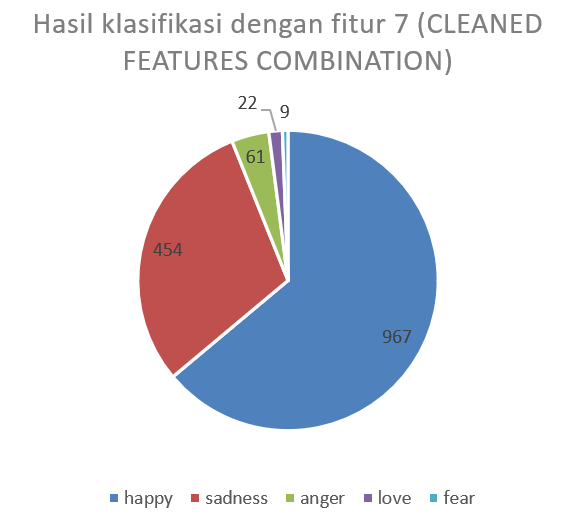 Hasil klasifikasi dengan fitur 7 (CLEANED
FEATURES COMBINATION)
22
9
61
454
967
happy sadness anger love fear